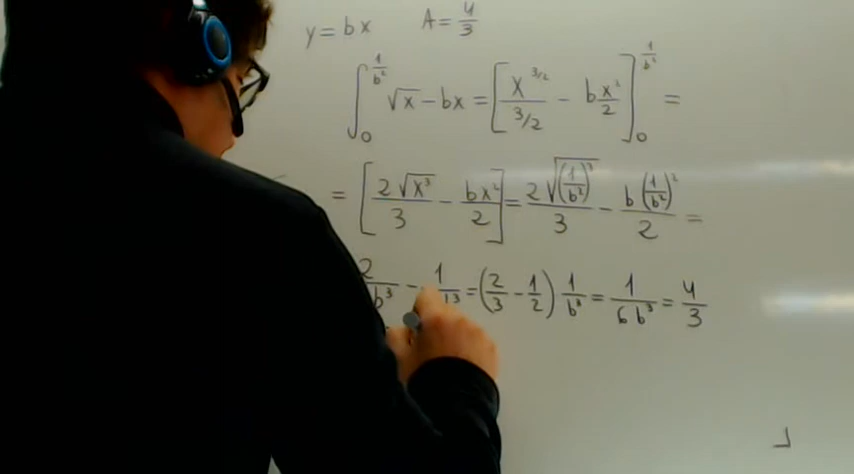 y = bx A = 4/3
∫₀^{1/b²} √x − bx = [x^{3/2}/(3/2) − b x²/2]₀^{1/b²} =
= [2√x³/3 − bx²/2] = 2√(1/b²)³/3 − b(1/b²)²/2 =
2/b³ − 1/ = (2/3 − 1/2) 1/b³ = 1/6b³ = 4/3